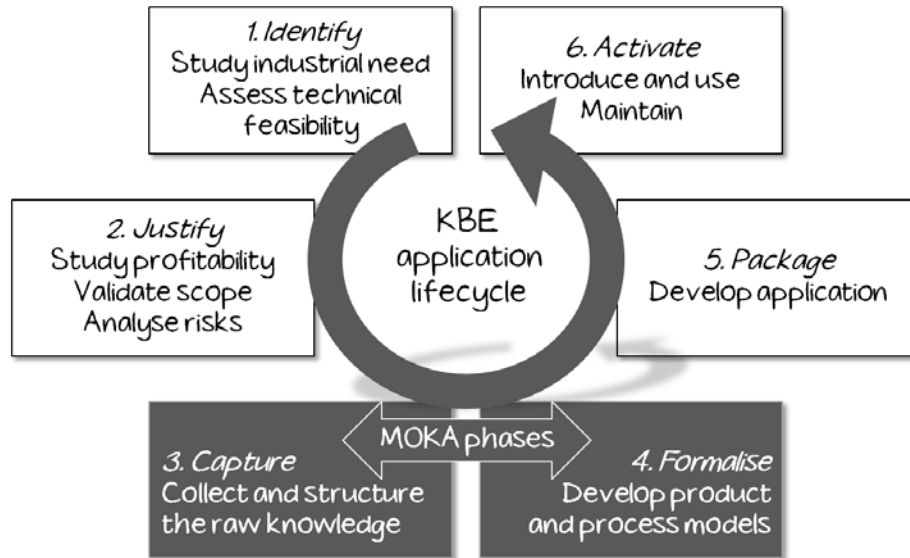 1. Identify
Study industrial need
Assess technical
feasibility
6. Activate
Introduce and use
Maintain
2. Justify
Study profitability
Validate scope
Analyse risks
KBE
application
lifecycle
5. Package
Develop application
MOKA phases
3. Capture
Collect and structure
the raw knowledge
4. Formalise
Develop product
and process models